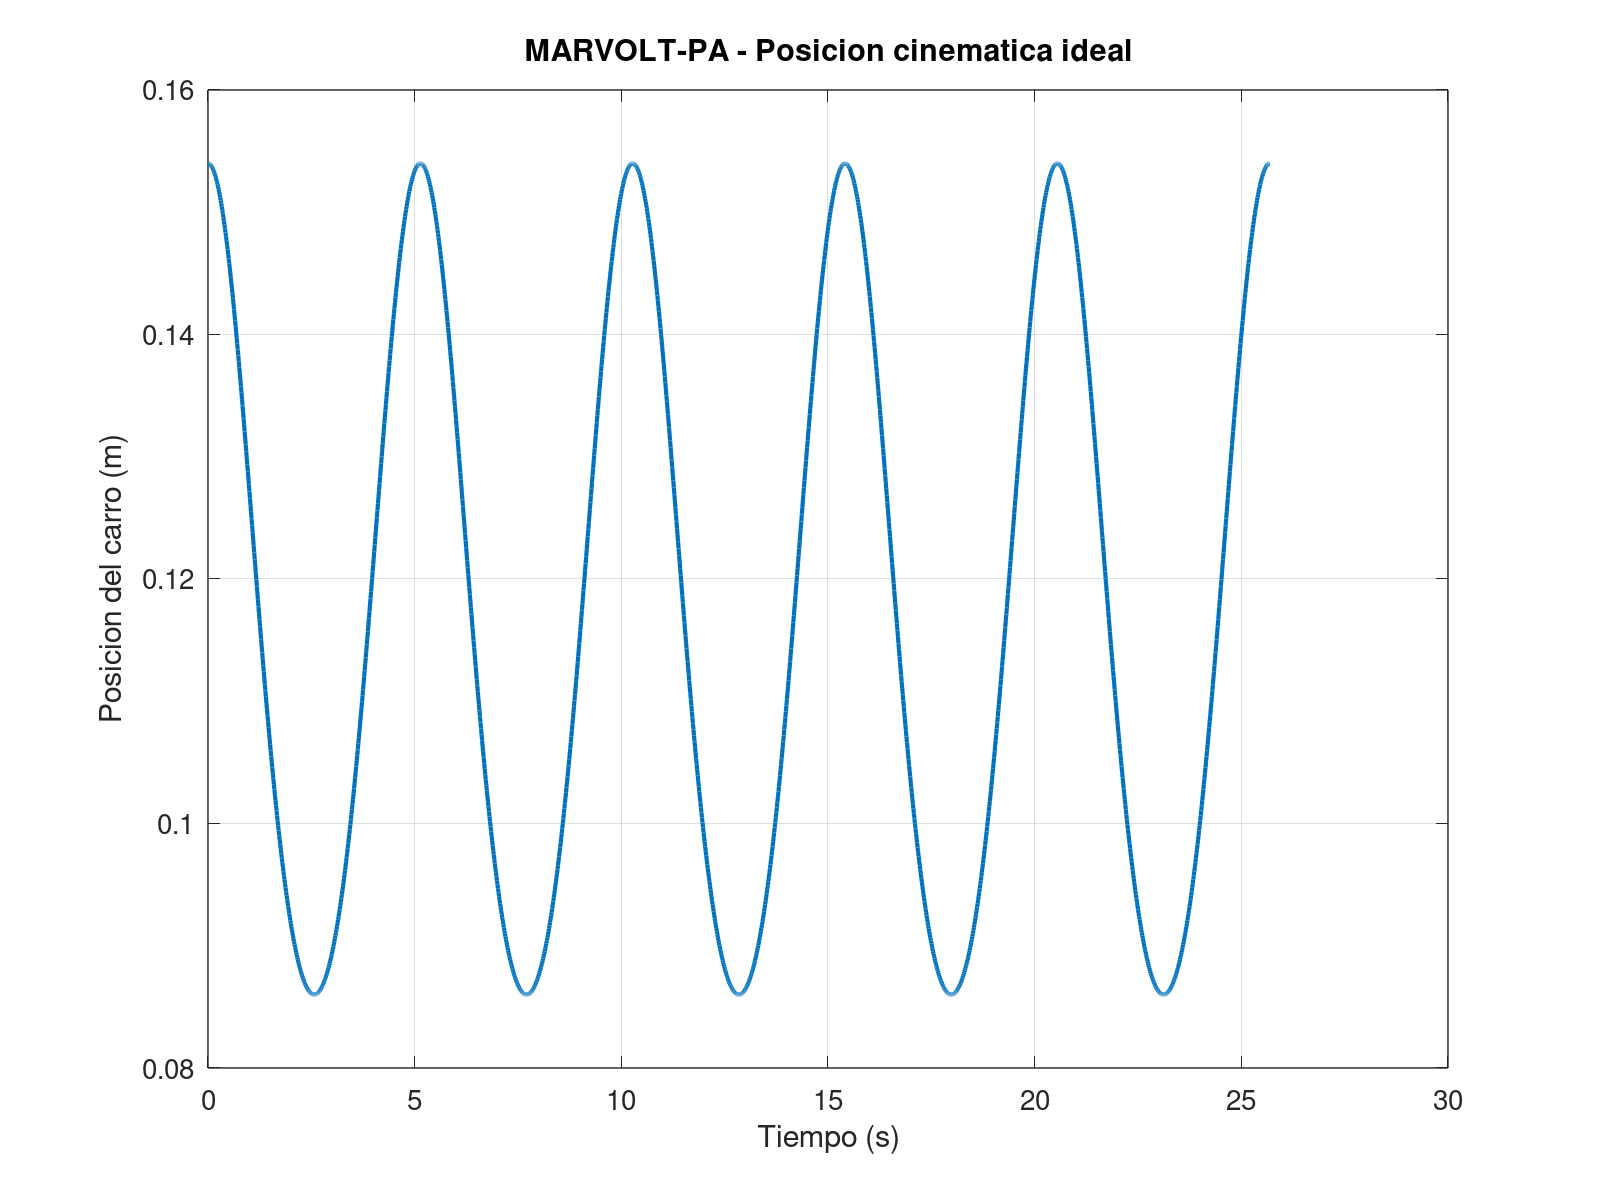 MARVOLT-PA - Posicion cinematica ideal
0.16
0.14
0.12
0.1
0.08
Posicion del carro (m)
0 5 10 15 20 25 30
Tiempo (s)